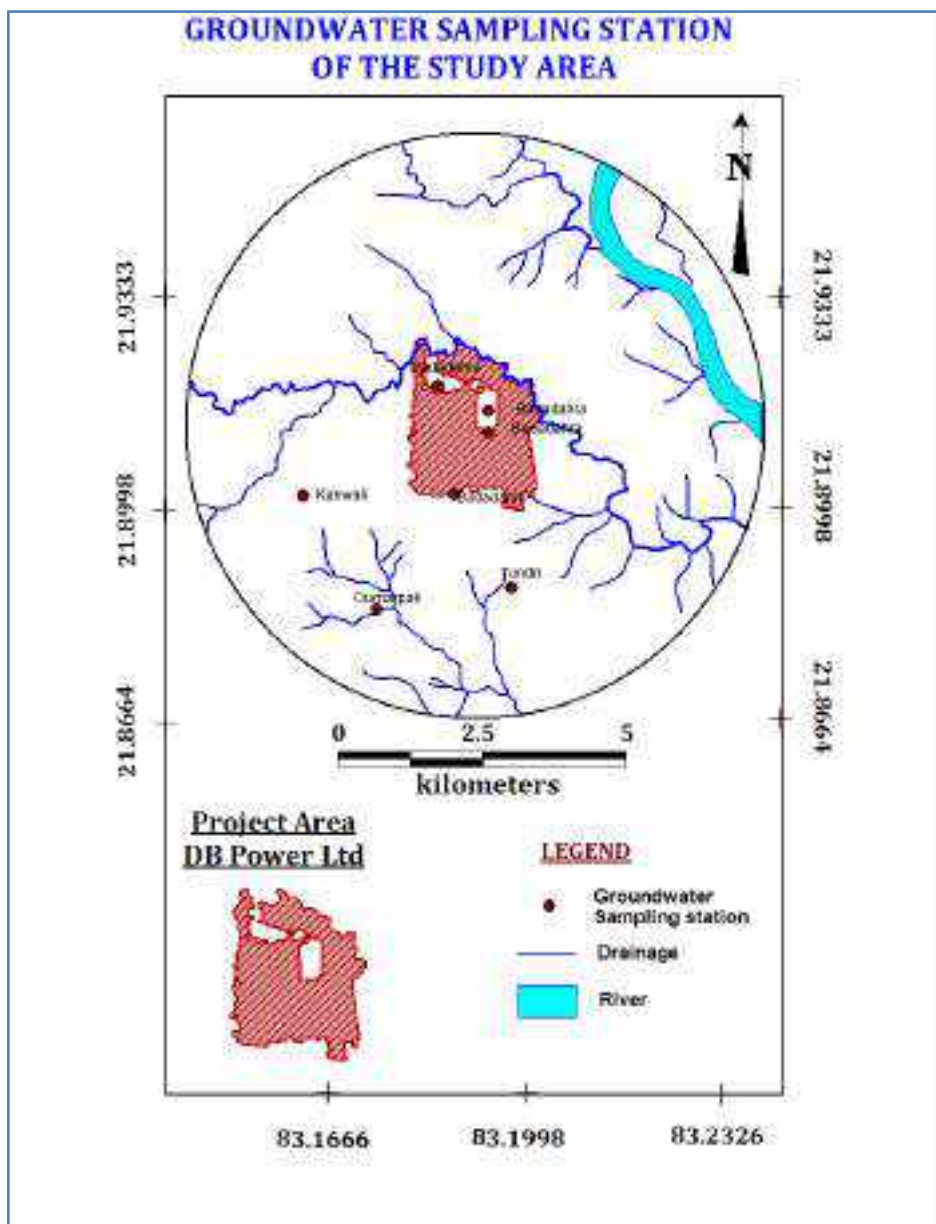 GROUNDWATER SAMPLING STATION
OF THE STUDY AREA
N
21.9333
21.9333
21.8998
21.8998
Kanwali
Tundri
21.8664
21.8664
0 2.5 5
kilometers
Project Area
DB Power Ltd
LEGEND
Groundwater
Sampling station
Drainage
River
83.1666 83.1998 83.2326